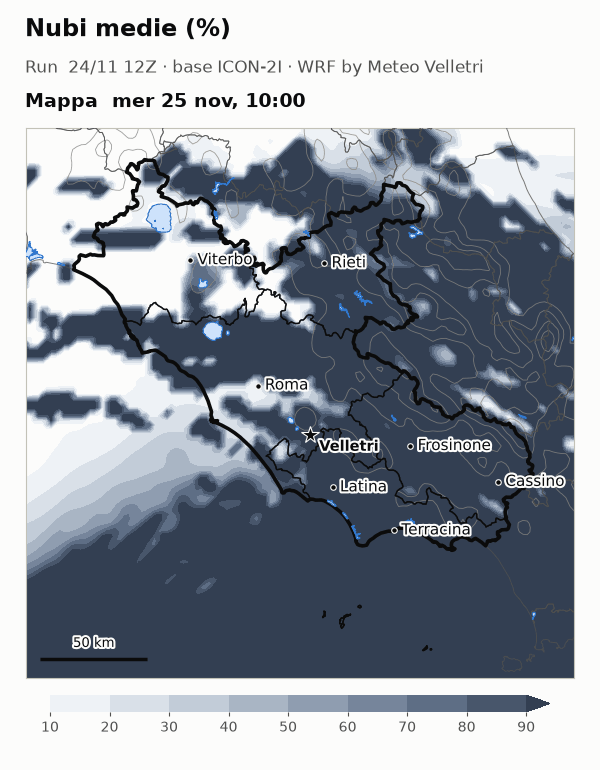 Nubi medie (%)
Run  24/11 12Z · base ICON-2I · WRF by Meteo Velletri
Mappa  mer 25 nov, 10:00
Viterbo
Rieti
Roma
Velletri
Frosinone
Cassino
Latina
Terracina
50 km
10 20 30 40 50 60 70 80 90